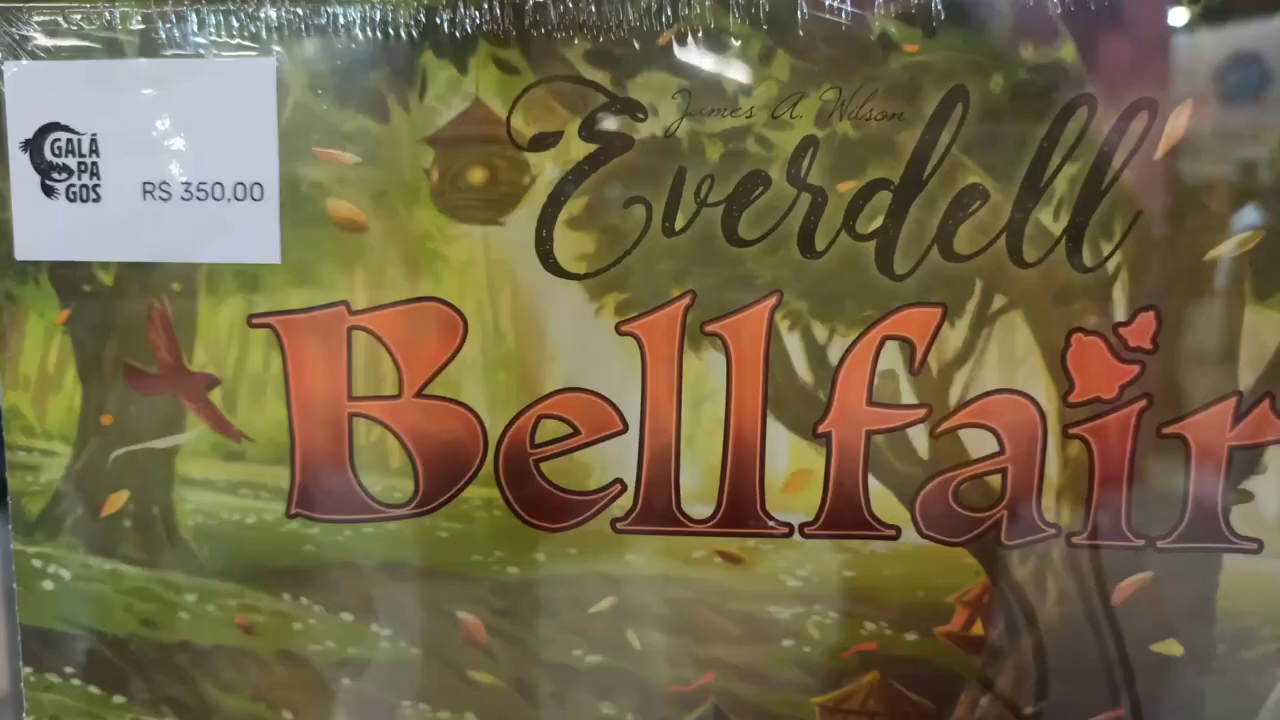 GALÁ
PA
GOS
R$ 350,00
James A. Wilson
Everdell
Bellfair